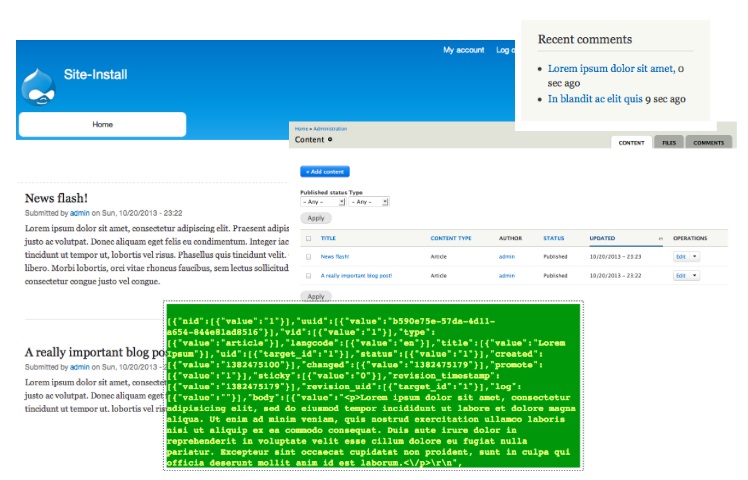 My account
Site-Install
Home
Recent comments
Lorem ipsum dolor sit amet, 0
sec ago
In blandit ac elit quis 9 sec ago
News flash!
Submitted by admin on Sun, 10/20/2013 - 23:22
Lorem ipsum dolor sit amet, consectetur adipiscing elit. Praesent adipis
justo ac volutpat. Donec aliquam eget felis eu condimentum. Integer iac
tincidunt ut tempor ut, lobortis vel risus. Phasellus quis tincidunt velit.
libero. Morbi lobortis, orci vitae rhoncus faucibus, sem lectus sollicitud
consectetur congue justo vel congue.
A really important blog po
Submitted by admin on Sun, 10/20/2013 -
Lorem ipsum dolor sit amet, consectet
justo ac volutpat. Donec aliquam eget
tincidunt ut tempor ut, lobortis vel ris
Home » Administration
Content
CONTENT FILES COMMENTS
+ Add content
Published status Type
- Any - - Any -
Apply
TITLE CONTENT TYPE AUTHOR STATUS UPDATED OPERATIONS
News flash! Article admin Published 10/20/2013 - 23:23 Edit
A really important blog post! Article admin Published 10/20/2013 - 23:22 Edit
Apply
[{"nid":[{"value":"1"}],"uuid":[{"value":"b590e75e-57da-4d11-
a654-844e81ad8516"}],"vid":[{"value":"1"}],"type":
[{"value":"article"}],"langcode":[{"value":"en"}],"title":[{"value":"Lorem
Ipsum"}],"uid":[{"target_id":"1"}],"status":[{"value":"1"}],"created":
[{"value":"1382475100"}],"changed":[{"value":"1382475179"}],"promote":
[{"value":"1"}],"sticky":[{"value":"0"}],"revision_timestamp":
[{"value":"1382475179"}],"revision_uid":[{"target_id":"1"}],"log":
[{"value":""}],"body":[{"value":"<p>Lorem ipsum dolor sit amet, consectetur
adipisicing elit, sed do eiusmod tempor incididunt ut labore et dolore magna
aliqua. Ut enim ad minim veniam, quis nostrud exercitation ullamco laboris
nisi ut aliquip ex ea commodo consequat. Duis aute irure dolor in
reprehenderit in voluptate velit esse cillum dolore eu fugiat nulla
pariatur. Excepteur sint occaecat cupidatat non proident, sunt in culpa qui
officia deserunt mollit anim id est laborum.<\/p>\r\n",